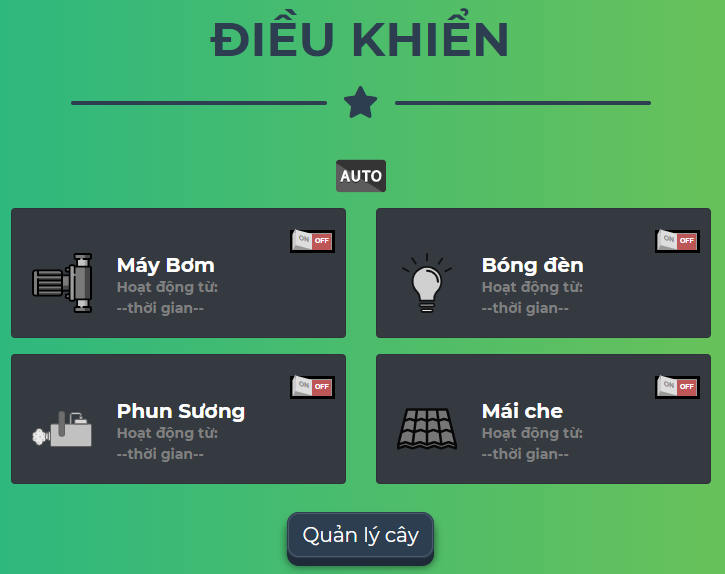 ĐIỀU KHIỂN
AUTO
ON OFF
Máy Bơm
Hoạt động từ:
--thời gian--
ON OFF
Bóng đèn
Hoạt động từ:
--thời gian--
ON OFF
Phun Sương
Hoạt động từ:
--thời gian--
ON OFF
Mái che
Hoạt động từ:
--thời gian--
Quản lý cây